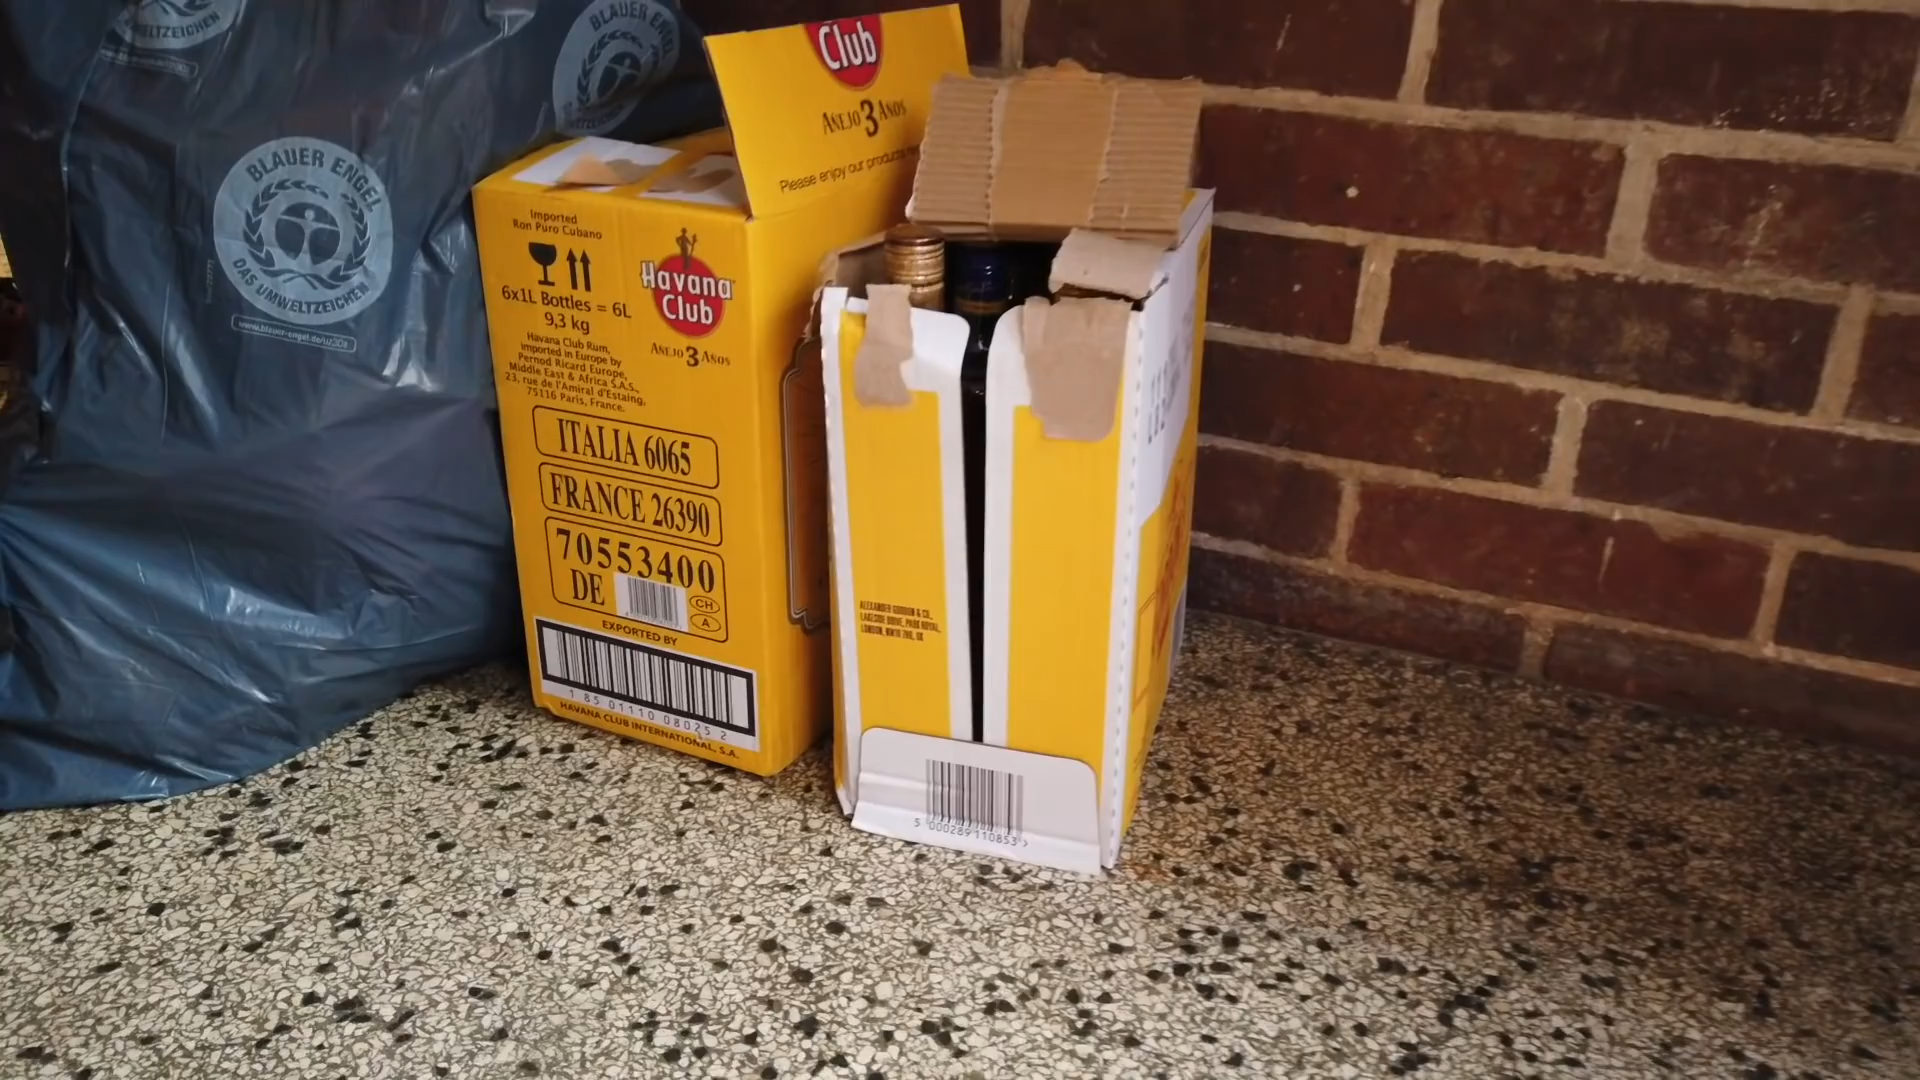 WELTZEICHEN
BLAUER ENGEL
BLAUER ENGEL
DAS UMWELTZEICHEN
www.blauer-engel.de/uz30a
Club
AÑEJO 3 AÑOS
Please enjoy our products
Imported
Ron Puro Cubano
6x1L Bottles = 6L
9,3 kg
Havana Club Rum,
imported in Europe by
Pernod Ricard Europe,
Middle East & Africa S.A.S.,
23, rue de l'Amiral d'Estaing,
75116 Paris, France.
Havana
Club
AÑEJO 3 AÑOS
ITALIA 6065
FRANCE 26390
70553400
DE
CH
A
EXPORTED BY
1 85 01110 08025 2
HAVANA CLUB INTERNATIONAL, S.A.
ALEXANDER GORDON & CO.,
LAKESIDE DRIVE, PARK ROYAL,
LONDON, NW10 7HQ, UK
5 000289 110853 >